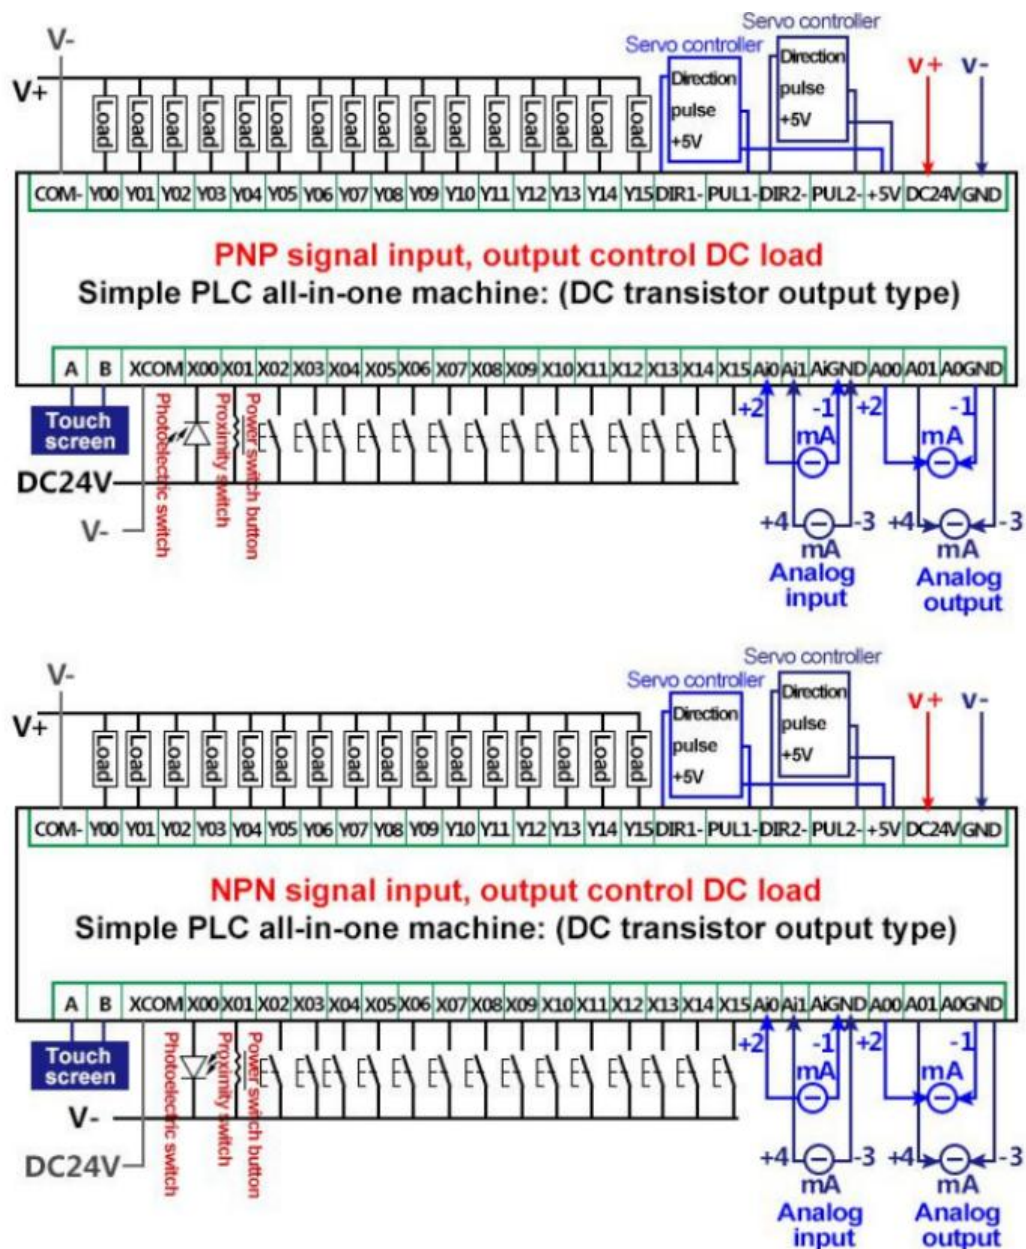 Servo controller
Servo controller
V-
V+
Load Load Load Load Load Load Load Load Load Load Load Load Load Load Load Load
Direction
pulse
+5V
Direction
pulse
+5V
v+
v-
COM- Y00 Y01 Y02 Y03 Y04 Y05 Y06 Y07 Y08 Y09 Y10 Y11 Y12 Y13 Y14 Y15 DIR1- PUL1- DIR2- PUL2- +5V DC24V GND
PNP signal input, output control DC load
Simple PLC all-in-one machine: (DC transistor output type)
A B XCOM X00 X01 X02 X03 X04 X05 X06 X07 X08 X09 X10 X11 X12 X13 X14 X15 Ai0 Ai1 AiGND A00 A01 A0GND
Touch
screen
Photoelectric switch
Proximity switch
Power switch button
DC24V
V-
+2 -1
mA
+4 -3
mA
Analog
input
+2 -1
mA
+4 -3
mA
Analog
output
Servo controller
Servo controller
V-
V+
Load Load Load Load Load Load Load Load Load Load Load Load Load Load Load Load
Direction
pulse
+5V
Direction
pulse
+5V
v+
v-
COM- Y00 Y01 Y02 Y03 Y04 Y05 Y06 Y07 Y08 Y09 Y10 Y11 Y12 Y13 Y14 Y15 DIR1- PUL1- DIR2- PUL2- +5V DC24V GND
NPN signal input, output control DC load
Simple PLC all-in-one machine: (DC transistor output type)
A B XCOM X00 X01 X02 X03 X04 X05 X06 X07 X08 X09 X10 X11 X12 X13 X14 X15 Ai0 Ai1 AiGND A00 A01 A0GND
Touch
screen
Photoelectric switch
Proximity switch
Power switch button
V-
DC24V
+2 -1
mA
+4 -3
mA
Analog
input
+2 -1
mA
+4 -3
mA
Analog
output